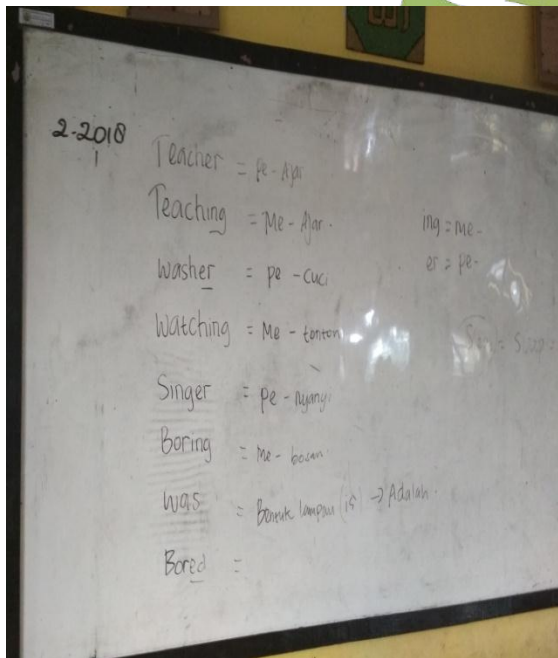 2-2018
Teacher = Pe - Ajar
Teaching = Me - Ajar.
ing = me-
er = pe-
Washer = pe - cuci
Watching = Me - tonton
Singer = pe - nyanyi
Boring = Me - bosan
Was = Bentuk lampau (is) → Adalah.
Bored =